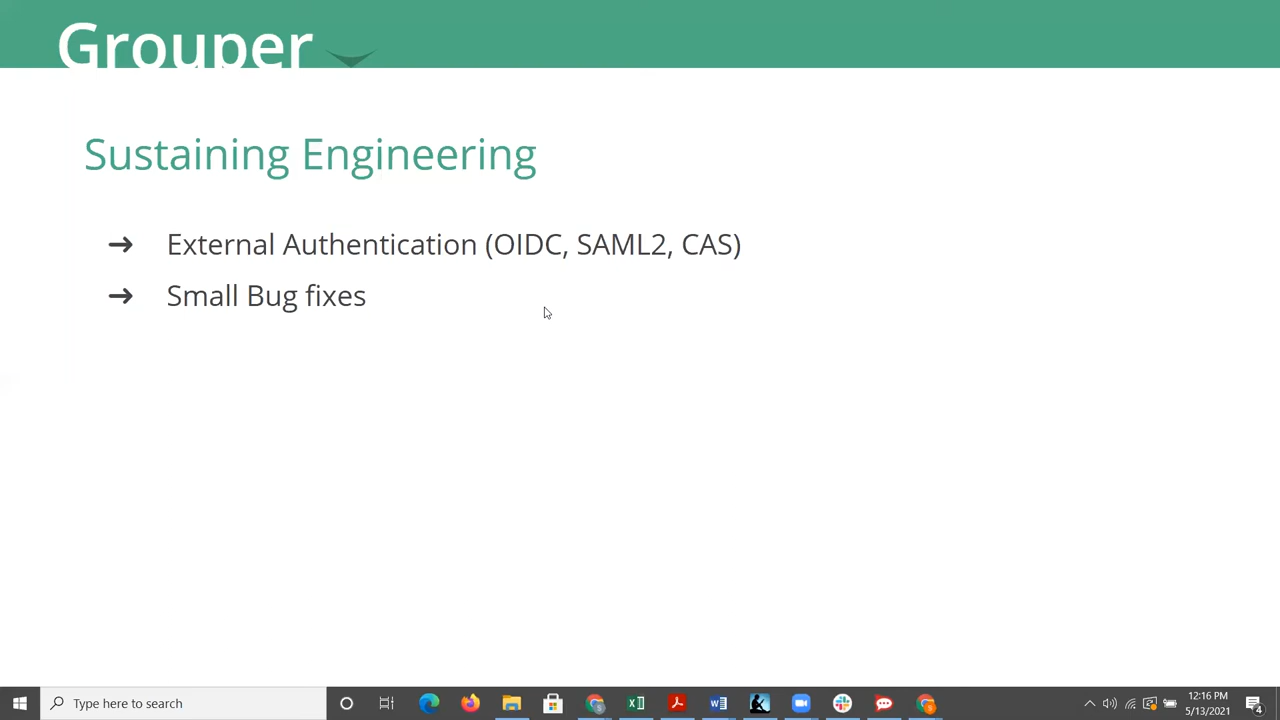 Grouper
Sustaining Engineering
➔ External Authentication (OIDC, SAML2, CAS)
➔ Small Bug fixes
Type here to search
12:16 PM
5/13/2021
4